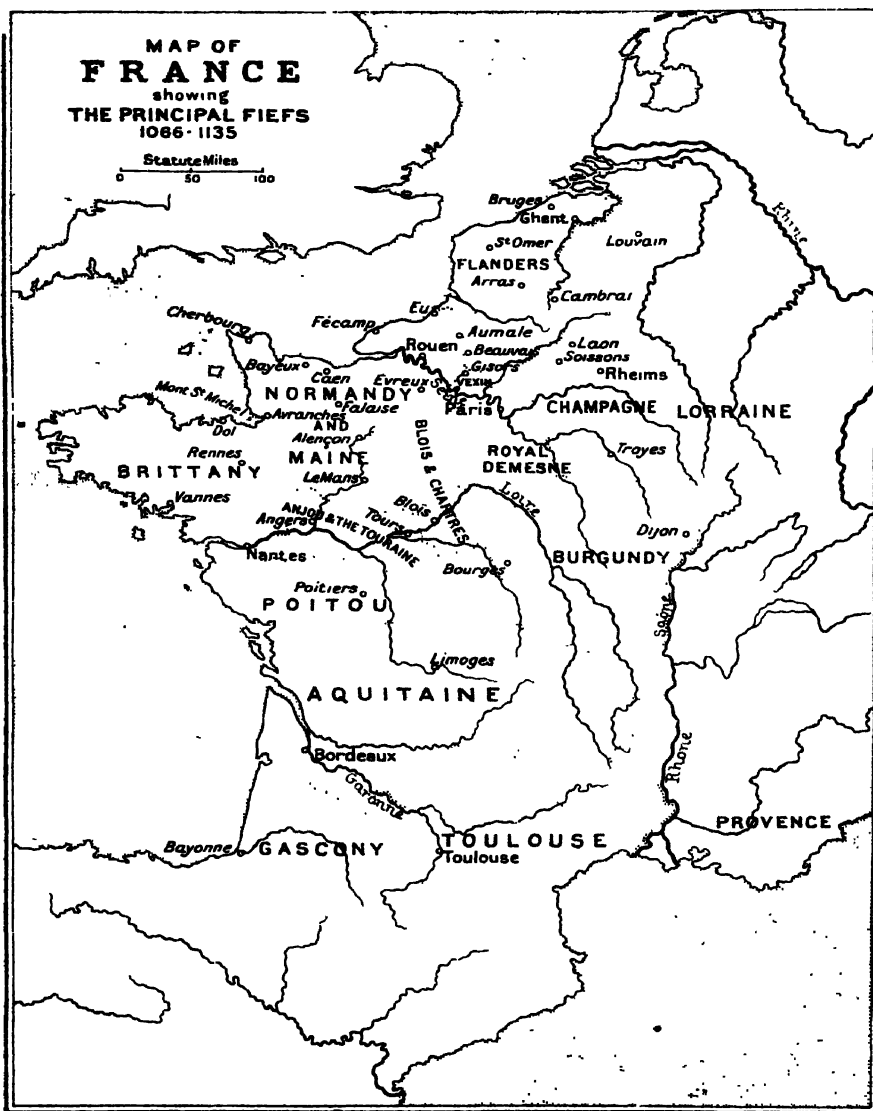 MAP OF
FRANCE
showing
THE PRINCIPAL FIEFS
1066-1135
Statute Miles
0 50 100
Rhine
Bruges
Ghent
St Omer
Louvain
FLANDERS
Arras
Cambrai
Eu
Cherbourg
Fécamp
Aumale
Rouen
Beauvais
Laon
Soissons
Gisors
Rheims
Bayeux
Caen
Evreux
Seine
VEXIN
NORMANDY
Mont St Michel
Falaise
Paris
CHAMPAGNE
LORRAINE
Avranches
Dol
AND
Alençon
BLOIS & CHARTRES
Rennes
MAINE
ROYAL
DEMESNE
Troyes
BRITTANY
Le Mans
Loire
Vannes
Blois
ANJOU & THE TOURAINE
Angers
Tours
Dijon
Nantes
Bourges
BURGUNDY
Poitiers
POITOU
Saône
Limoges
AQUITAINE
Bordeaux
Rhone
Garonne
PROVENCE
Bayonne
GASCONY
TOULOUSE
Toulouse